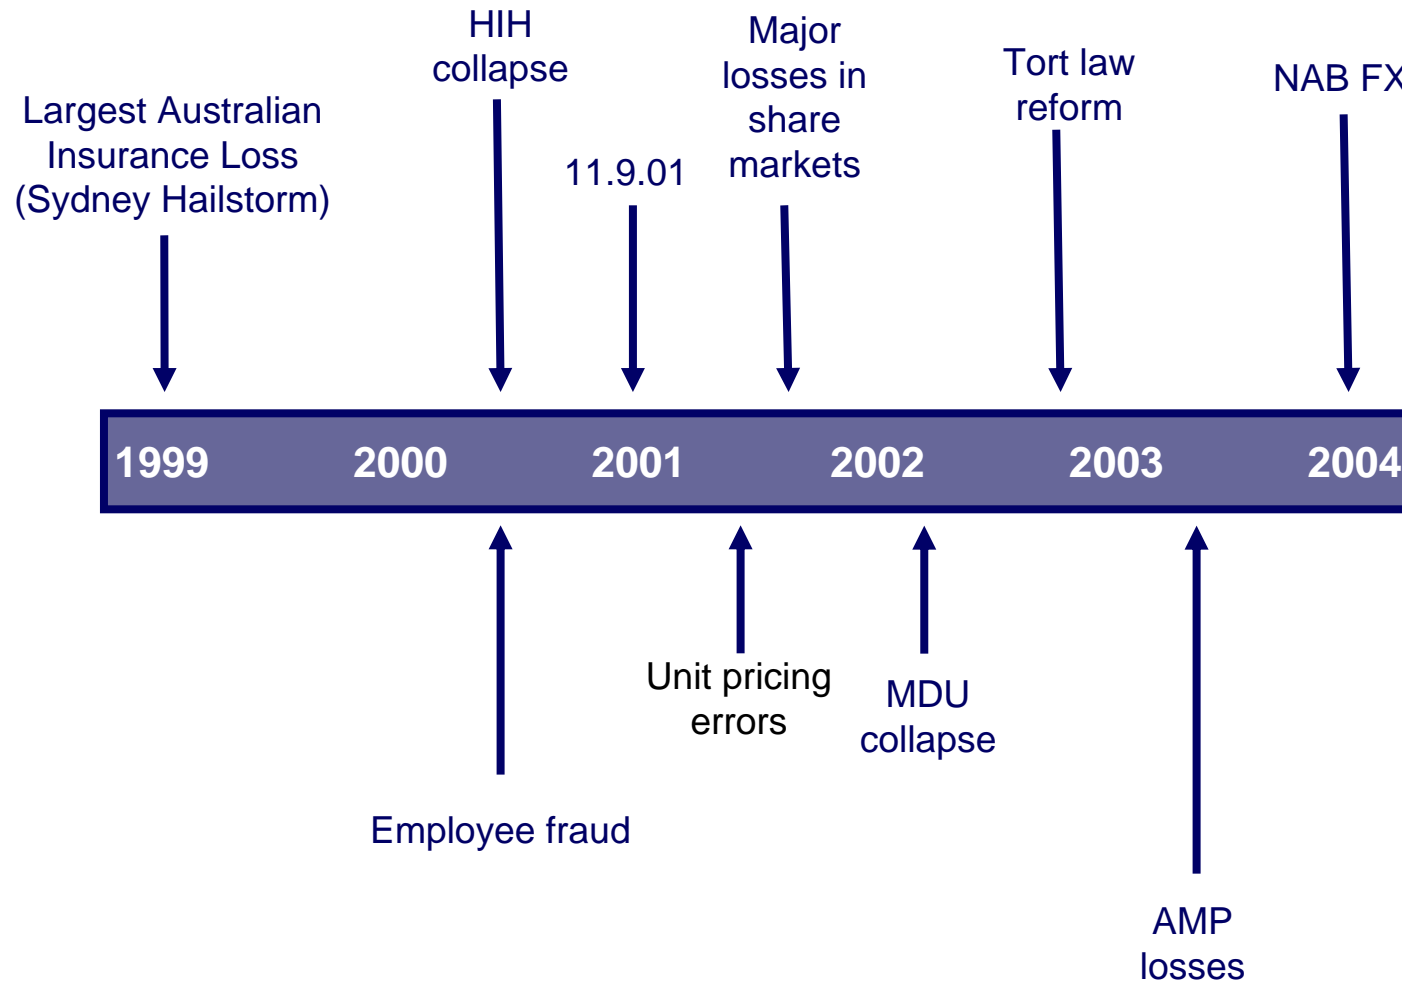 HIH
collapse
Major
losses in
share
markets
Tort law
reform
NAB FX
Largest Australian
Insurance Loss
(Sydney Hailstorm)
11.9.01
1999 2000 2001 2002 2003 2004
Unit pricing
errors
MDU
collapse
Employee fraud
AMP
losses